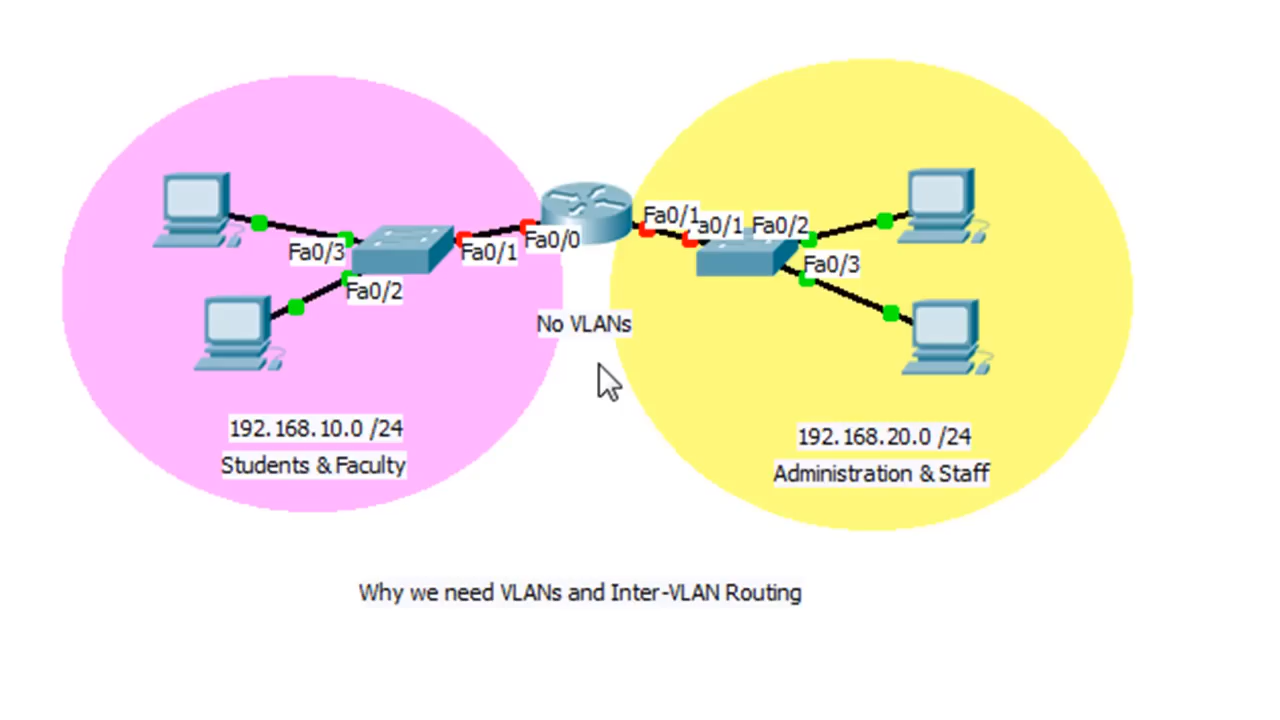 Fa0/3
Fa0/2
Fa0/1
Fa0/0
Fa0/1
a0/1
Fa0/2
Fa0/3
No VLANs
192.168.10.0 /24
Students & Faculty
192.168.20.0 /24
Administration & Staff
Why we need VLANs and Inter-VLAN Routing